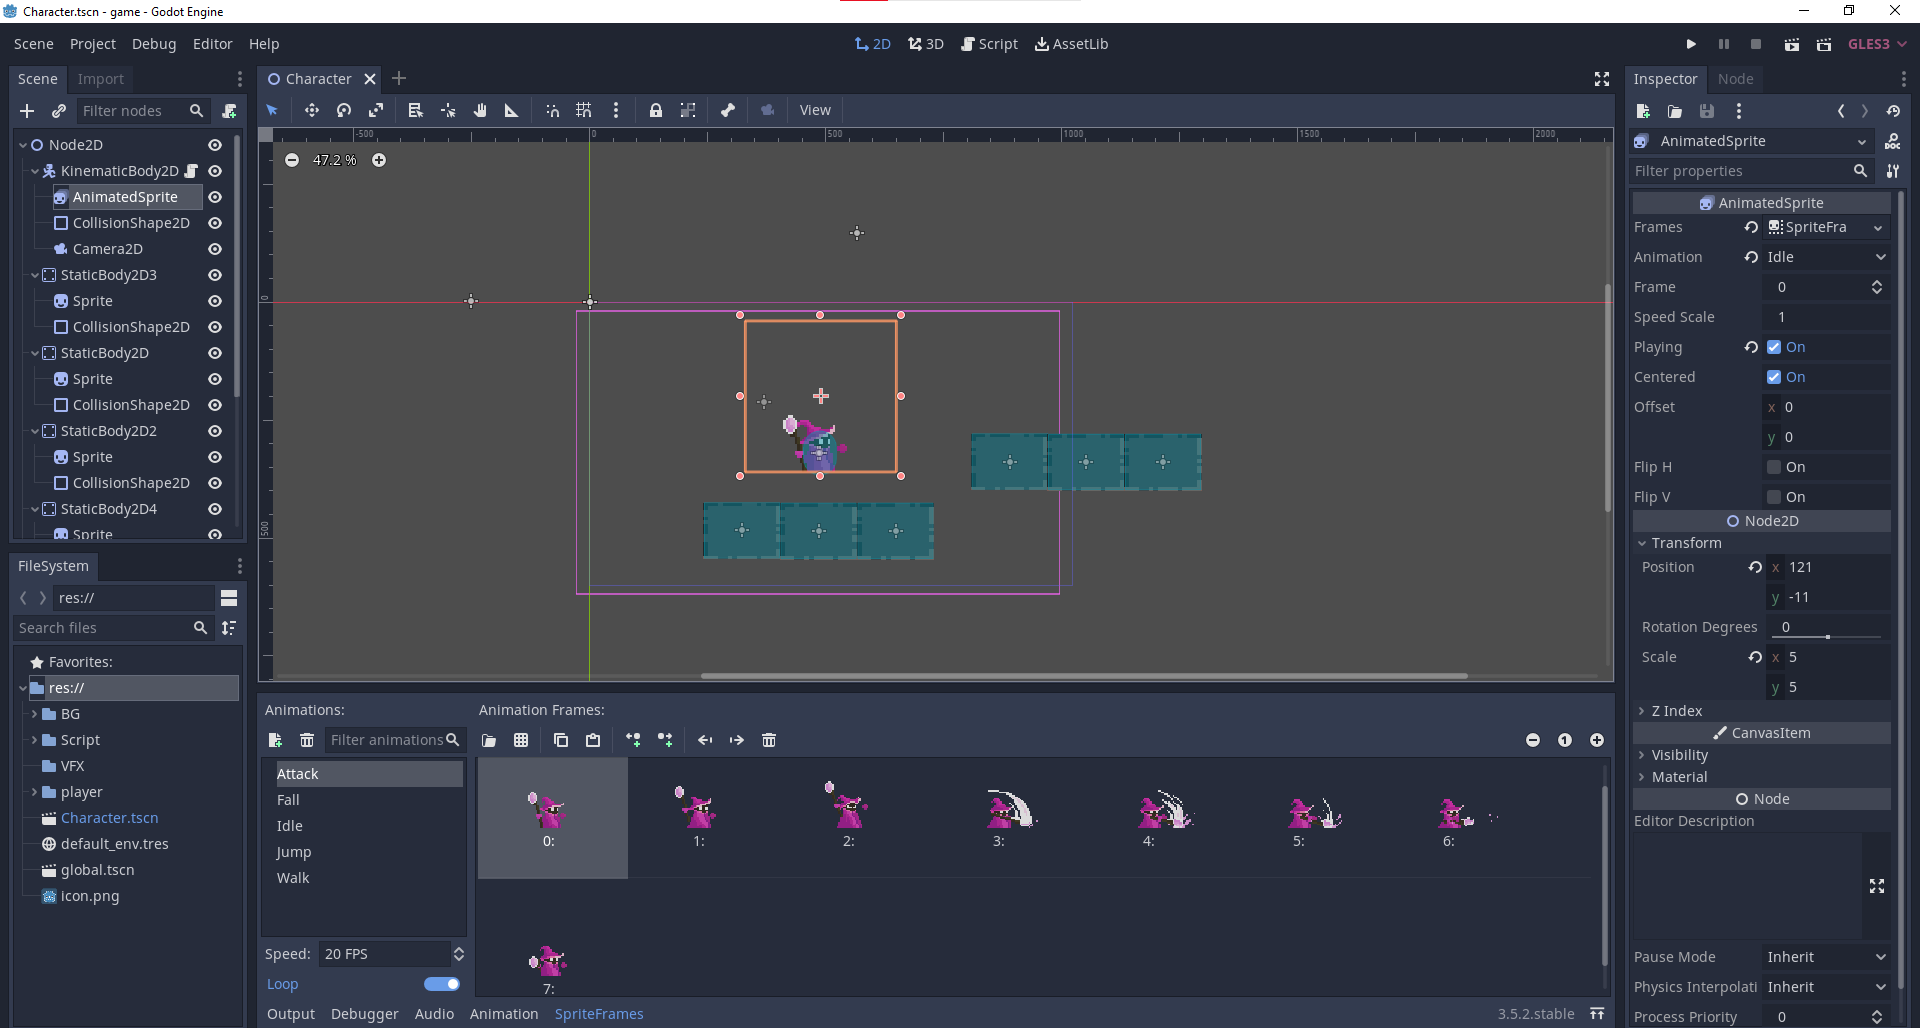 Character.tscn - game - Godot Engine
Scene Project Debug Editor Help
2D 3D Script AssetLib
GLES3
Scene Import
Filter nodes
Node2D
KinematicBody2D
AnimatedSprite
CollisionShape2D
Camera2D
StaticBody2D3
Sprite
CollisionShape2D
StaticBody2D
Sprite
CollisionShape2D
StaticBody2D2
Sprite
CollisionShape2D
StaticBody2D4
Sprite
FileSystem
res://
Search files
Favorites:
res://
BG
Script
VFX
player
Character.tscn
default_env.tres
global.tscn
icon.png
Character
View
-500 0 500 1000 1500 2000
47.2 %
0
500
Animations:
Filter animations
Attack
Fall
Idle
Jump
Walk
Speed: 20 FPS
Loop
Animation Frames:
1
0: 1: 2: 3: 4: 5: 6:
7:
Output Debugger Audio Animation SpriteFrames
3.5.2.stable
Inspector Node
AnimatedSprite
Filter properties
AnimatedSprite
Frames SpriteFra
Animation Idle
Frame 0
Speed Scale 1
Playing On
Centered On
Offset x 0
y 0
Flip H On
Flip V On
Node2D
Transform
Position x 121
y -11
Rotation Degrees 0
Scale x 5
y 5
Z Index
CanvasItem
Visibility
Material
Node
Editor Description
Pause Mode Inherit
Physics Interpolati Inherit
Process Priority 0